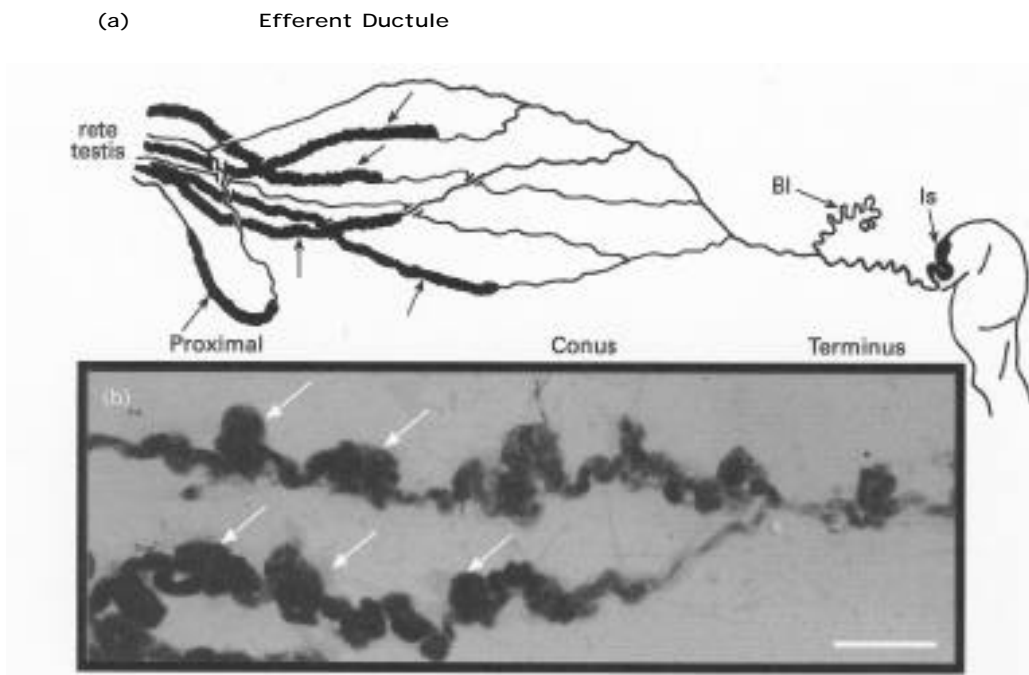 (a) Efferent Ductule
rete
testis
Bl
Is
Proximal Conus Terminus
(b)